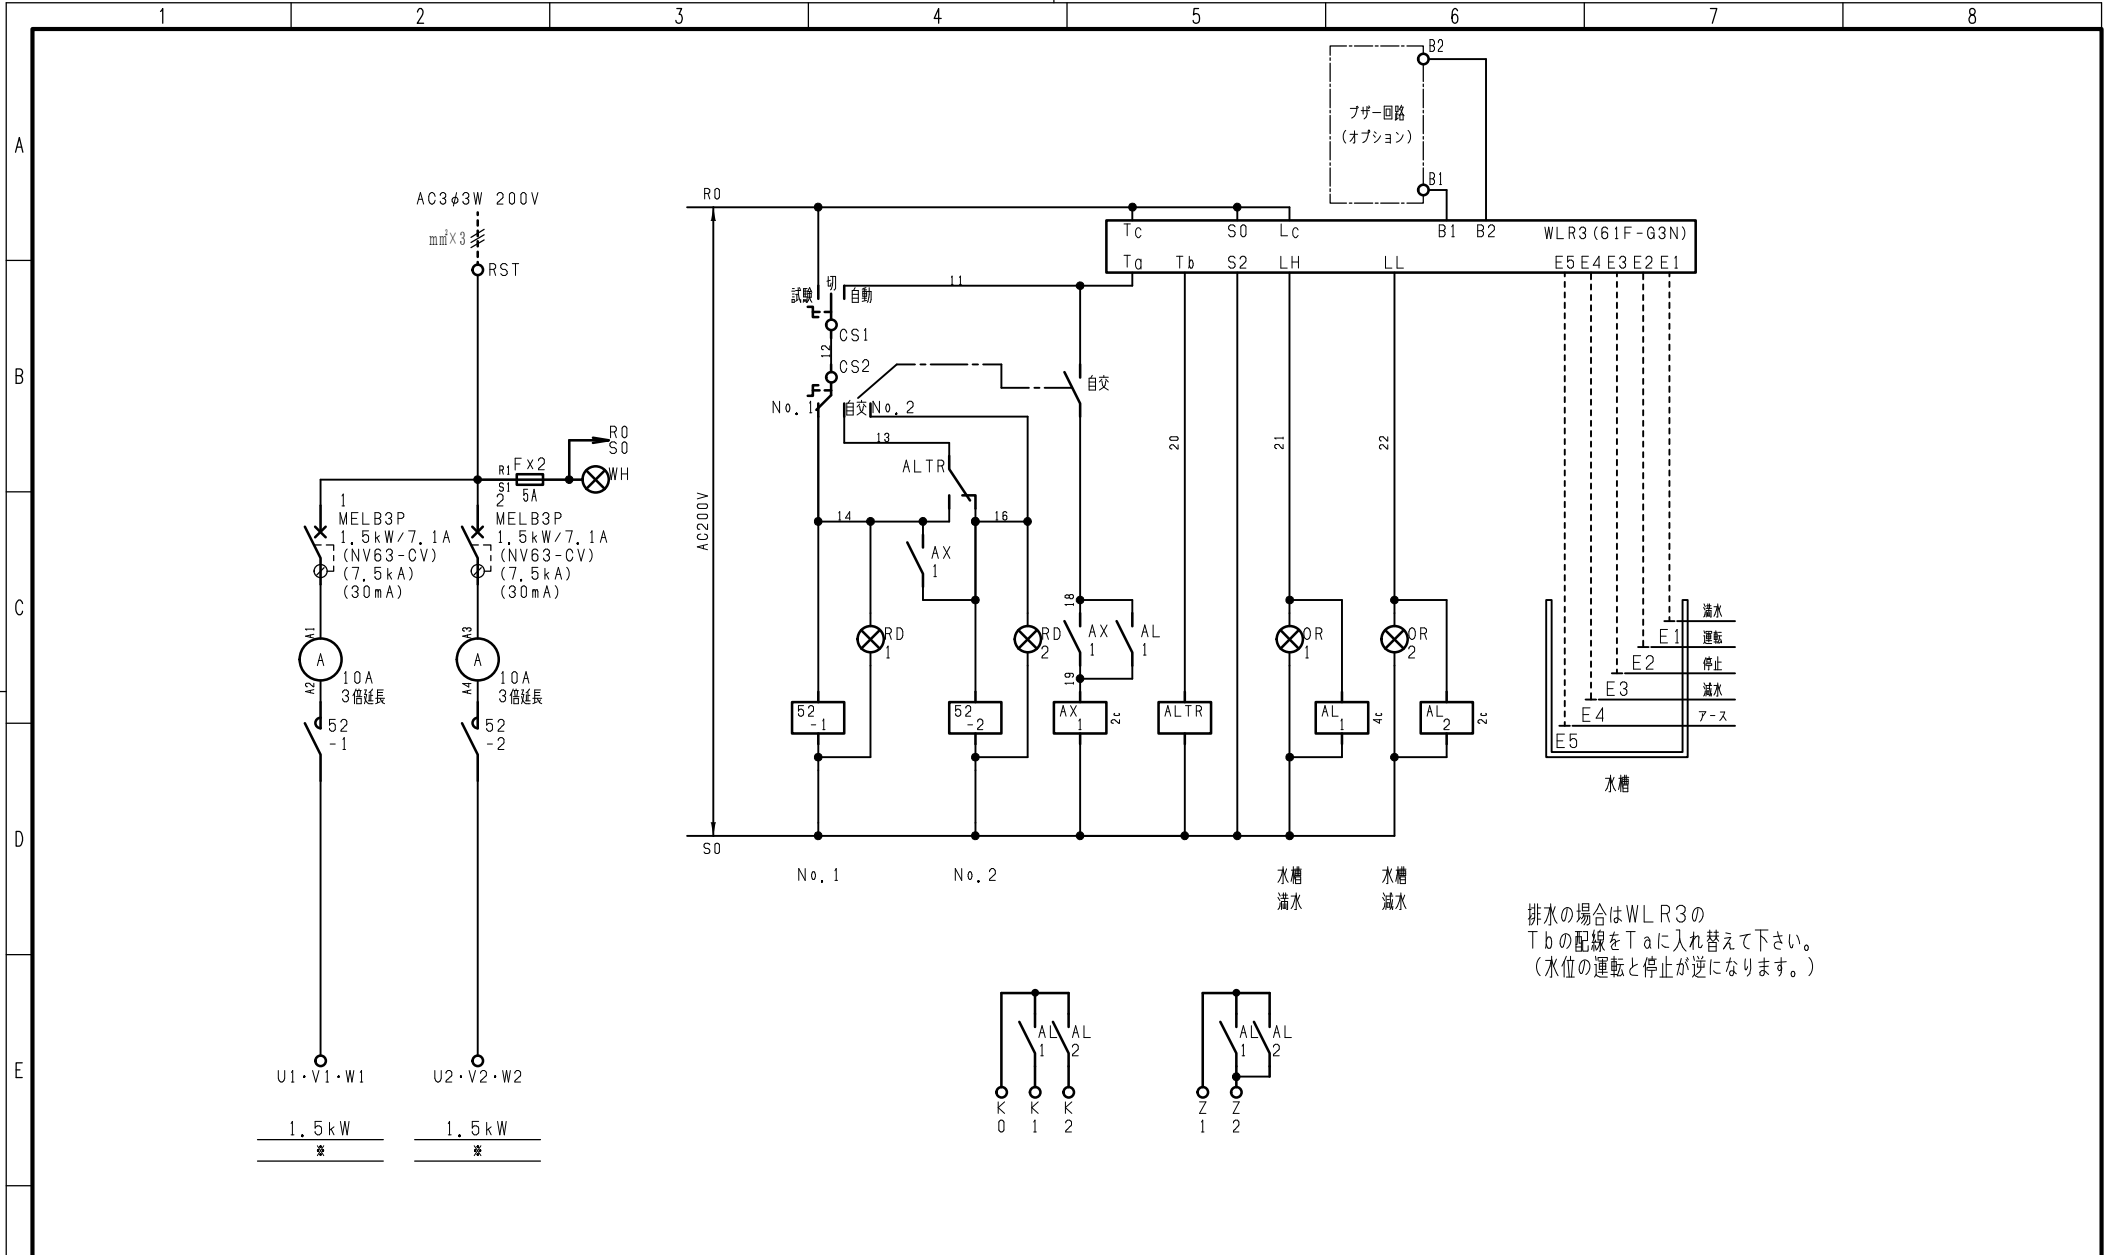 1 2 3 4 5 6 7 8
A
B
C
D
E
AC3φ3W 200V
mm²×3
RST
R0
S0
R1
S1
F×2
5A
WH
1
MELB3P
1.5kW/7.1A
(NV63-CV)
(7.5kA)
(30mA)
2
MELB3P
1.5kW/7.1A
(NV63-CV)
(7.5kA)
(30mA)
A1
A
A2
10A
3倍延長
A3
A
A4
10A
3倍延長
52
-1
52
-2
U1・V1・W1
U2・V2・W2
1.5kW
※
1.5kW
※
ブザー回路
(オプション)
B2
B1
R0
AC200V
S0
Tc S0 Lc B1 B2 WLR3(61F-G3N)
Ta Tb S2 LH LL E5 E4 E3 E2 E1
試験 切 自動
11
CS1
12
CS2
No.1 自交 No.2
自交
13
ALTR
14
16
AX
1
20
21
22
RD
1
RD
2
18
AX
1
AL
1
19
OR
1
OR
2
52
-1
52
-2
AX
1
2c
ALTR
AL
1
4c
AL
2
2c
満水
E1 運転
E2 停止
E3 減水
E4 アース
E5
水槽
No.1
No.2
水槽
満水
水槽
減水
排水の場合はWLR3の
Tbの配線をTaに入れ替えて下さい。
(水位の運転と停止が逆になります。)
AL
1
AL
2
K
0
K
1
K
2
AL
1
AL
2
Z
1
Z
2